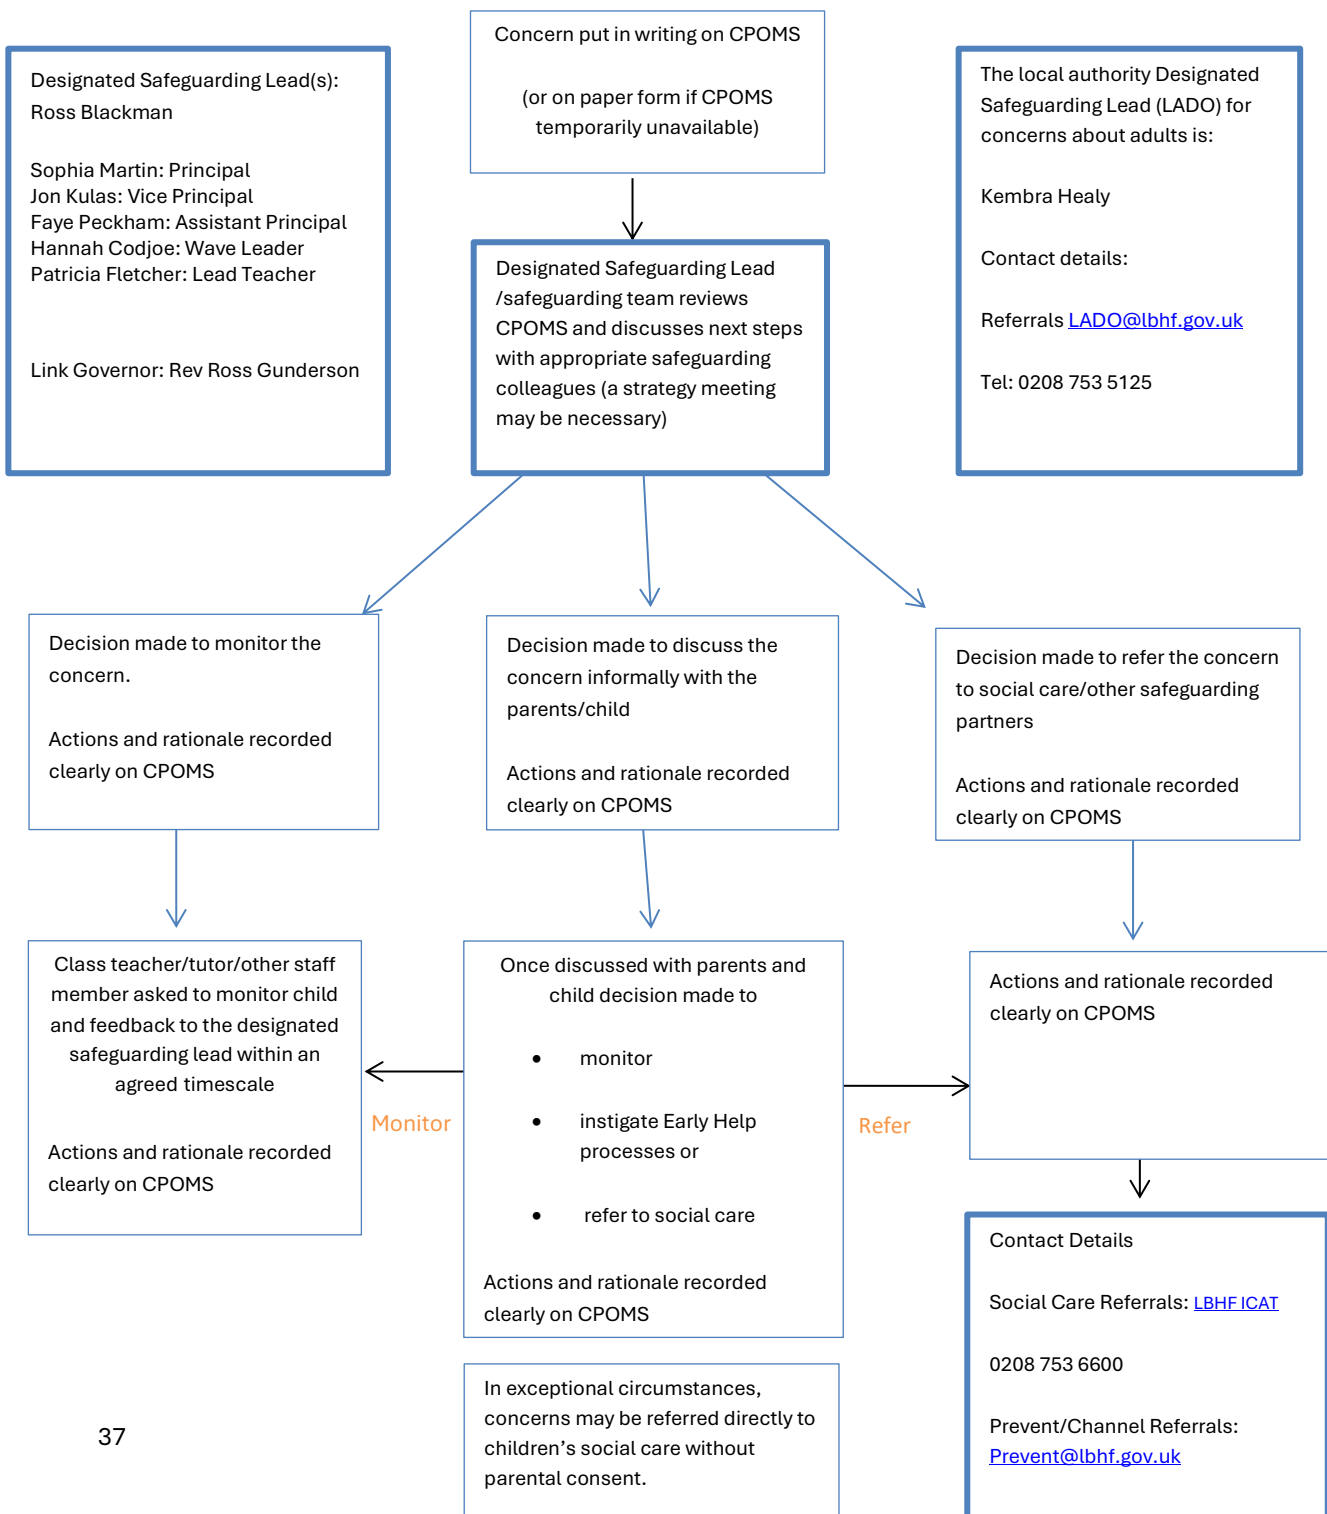 Concern put in writing on CPOMS
(or on paper form if CPOMS
temporarily unavailable)
Designated Safeguarding Lead(s):
Ross Blackman
Sophia Martin: Principal
Jon Kulas: Vice Principal
Faye Peckham: Assistant Principal
Hannah Codjoe: Wave Leader
Patricia Fletcher: Lead Teacher
Link Governor: Rev Ross Gunderson
The local authority Designated
Safeguarding Lead (LADO) for
concerns about adults is:
Kembra Healy
Contact details:
Referrals LADO@lbhf.gov.uk
Tel: 0208 753 5125
Designated Safeguarding Lead
/safeguarding team reviews
CPOMS and discusses next steps
with appropriate safeguarding
colleagues (a strategy meeting
may be necessary)
Decision made to monitor the
concern.
Actions and rationale recorded
clearly on CPOMS
Decision made to discuss the
concern informally with the
parents/child
Actions and rationale recorded
clearly on CPOMS
Decision made to refer the concern
to social care/other safeguarding
partners
Actions and rationale recorded
clearly on CPOMS
Class teacher/tutor/other staff
member asked to monitor child
and feedback to the designated
safeguarding lead within an
agreed timescale
Actions and rationale recorded
clearly on CPOMS
Monitor
Once discussed with parents and
child decision made to
• monitor
• instigate Early Help
processes or
• refer to social care
Actions and rationale recorded
clearly on CPOMS
Refer
Actions and rationale recorded
clearly on CPOMS
Contact Details
Social Care Referrals: LBHF ICAT
0208 753 6600
Prevent/Channel Referrals:
Prevent@lbhf.gov.uk
In exceptional circumstances,
concerns may be referred directly to
children’s social care without
parental consent.
37